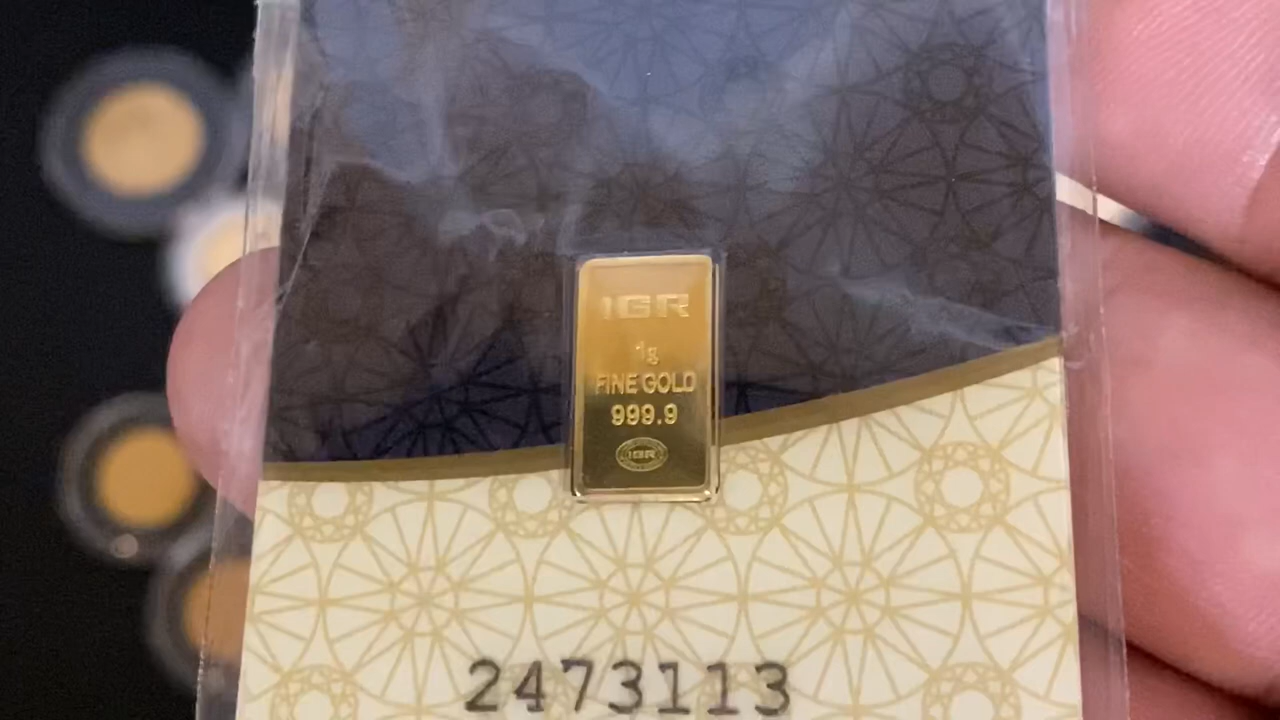 IGR
1g
FINE GOLD
999.9
IGR
2473113